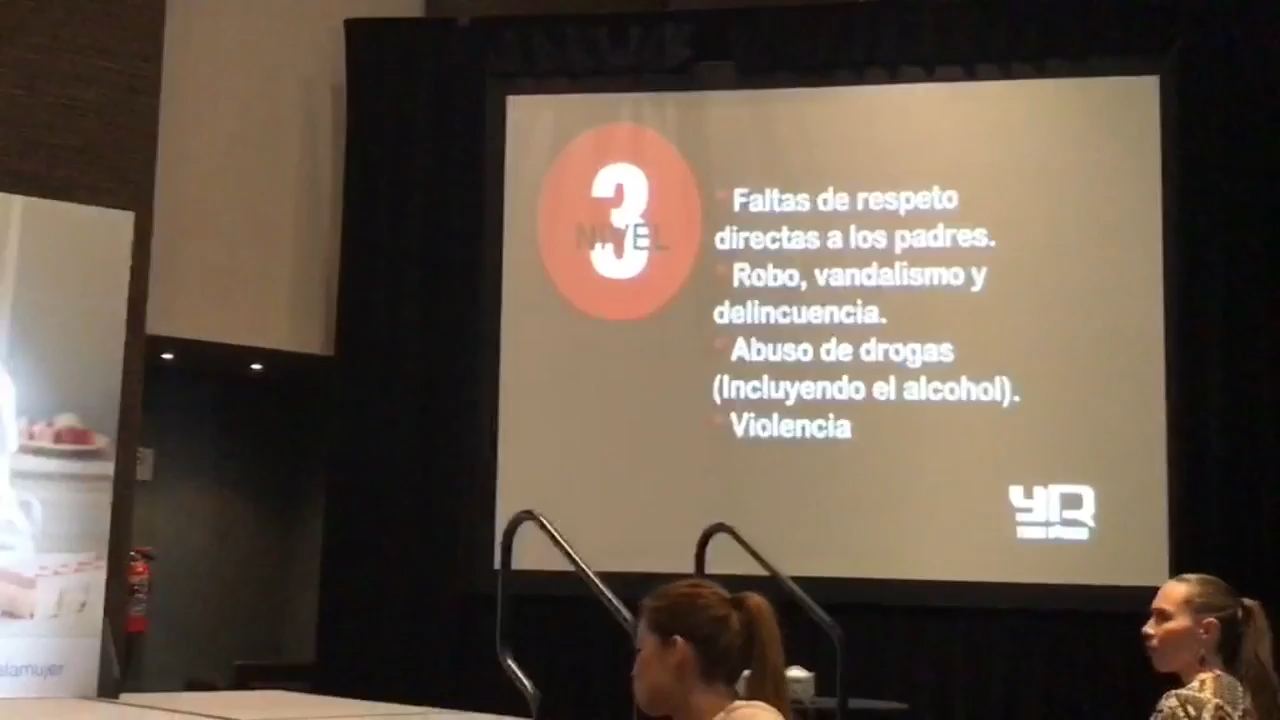 3
NIVEL
Faltas de respeto
directas a los padres.
Robo, vandalismo y
delincuencia.
Abuso de drogas
(Incluyendo el alcohol).
Violencia
YR
alamujer